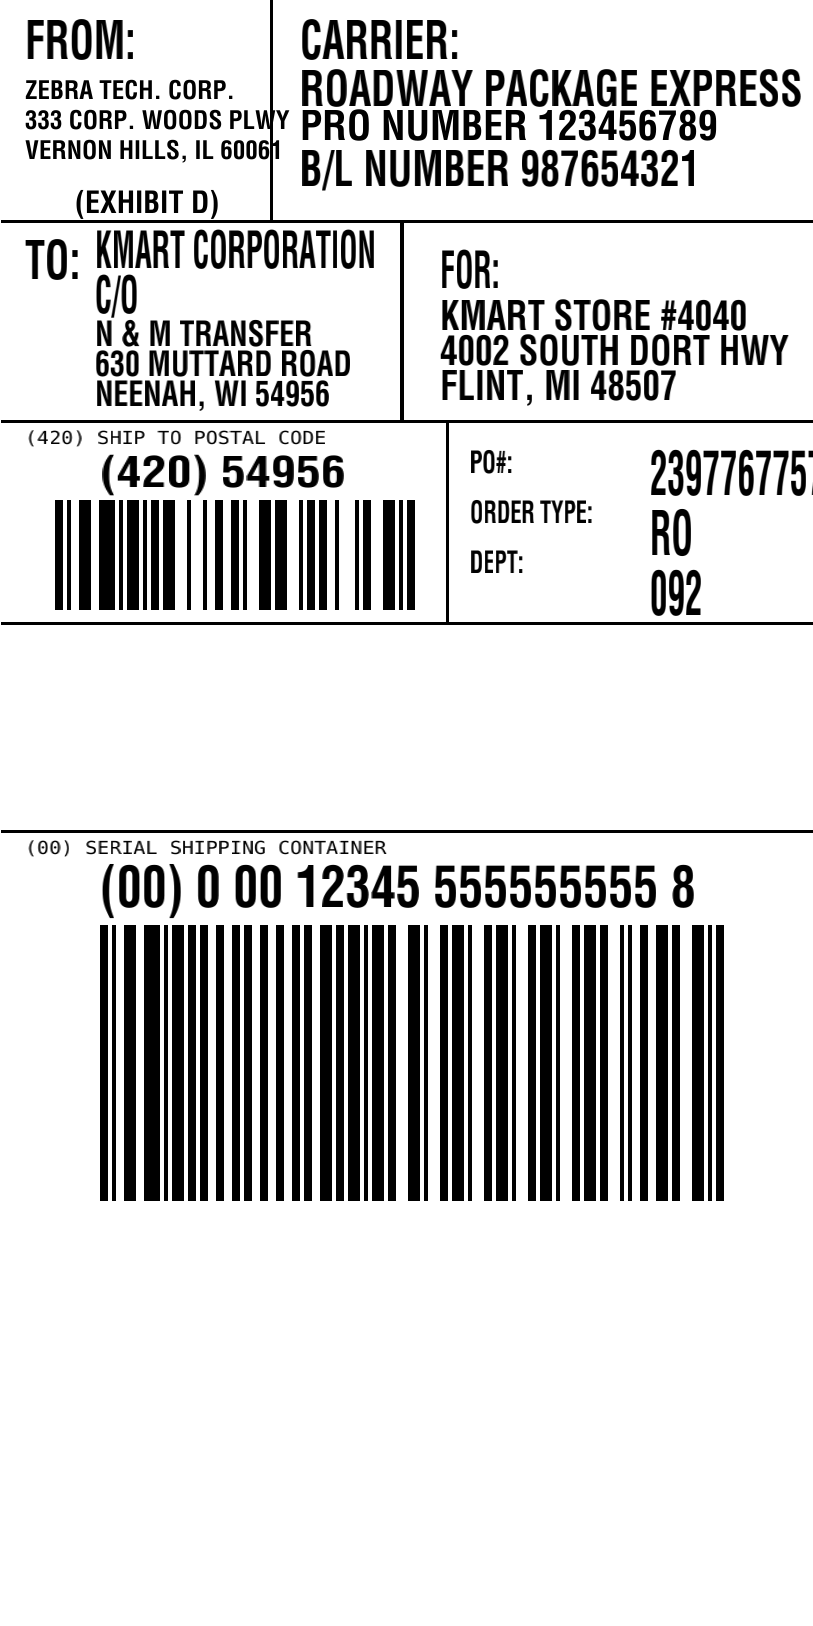 FROM:
ZEBRA TECH. CORP.
333 CORP. WOODS PLWY
VERNON HILLS, IL 60061
(EXHIBIT D)
CARRIER:
ROADWAY PACKAGE EXPRESS
PRO NUMBER 123456789
B/L NUMBER 987654321
TO: KMART CORPORATION
C/O
N & M TRANSFER
630 MUTTARD ROAD
NEENAH, WI 54956
FOR:
KMART STORE #4040
4002 SOUTH DORT HWY
FLINT, MI 48507
(420) SHIP TO POSTAL CODE
(420) 54956
PO#: 2397767757
ORDER TYPE: RO
DEPT: 092
(00) SERIAL SHIPPING CONTAINER
(00) 0 00 12345 555555555 8